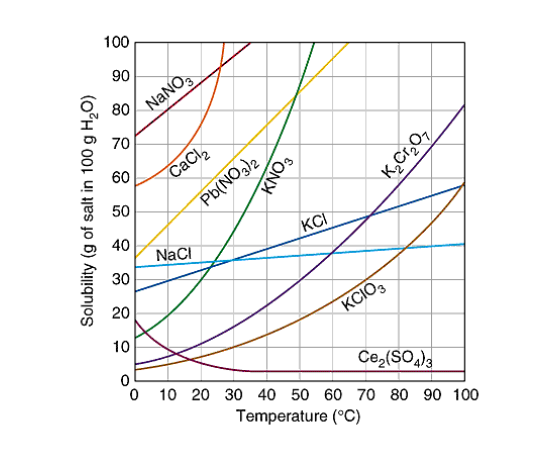 Solubility (g of salt in 100 g H₂O)
100
90
80
70
60
50
40
30
20
10
0
NaNO₃
CaCl₂
Pb(NO₃)₂
KNO₃
K₂Cr₂O₇
KCl
NaCl
KClO₃
Ce₂(SO₄)₃
0 10 20 30 40 50 60 70 80 90 100
Temperature (°C)